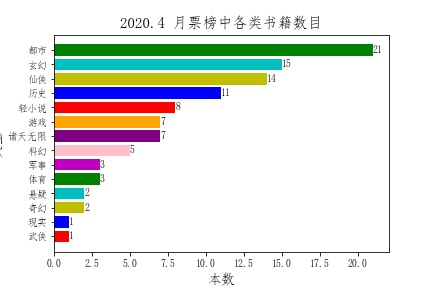 2020.4 月票榜中各类书籍数目
都市 21
玄幻 15
仙侠 14
历史 11
轻小说 8
游戏 7
诸天无限 7
科幻 5
军事 3
体育 3
悬疑 2
奇幻 2
现实 1
武侠 1
0.0 2.5 5.0 7.5 10.0 12.5 15.0 17.5 20.0
本数